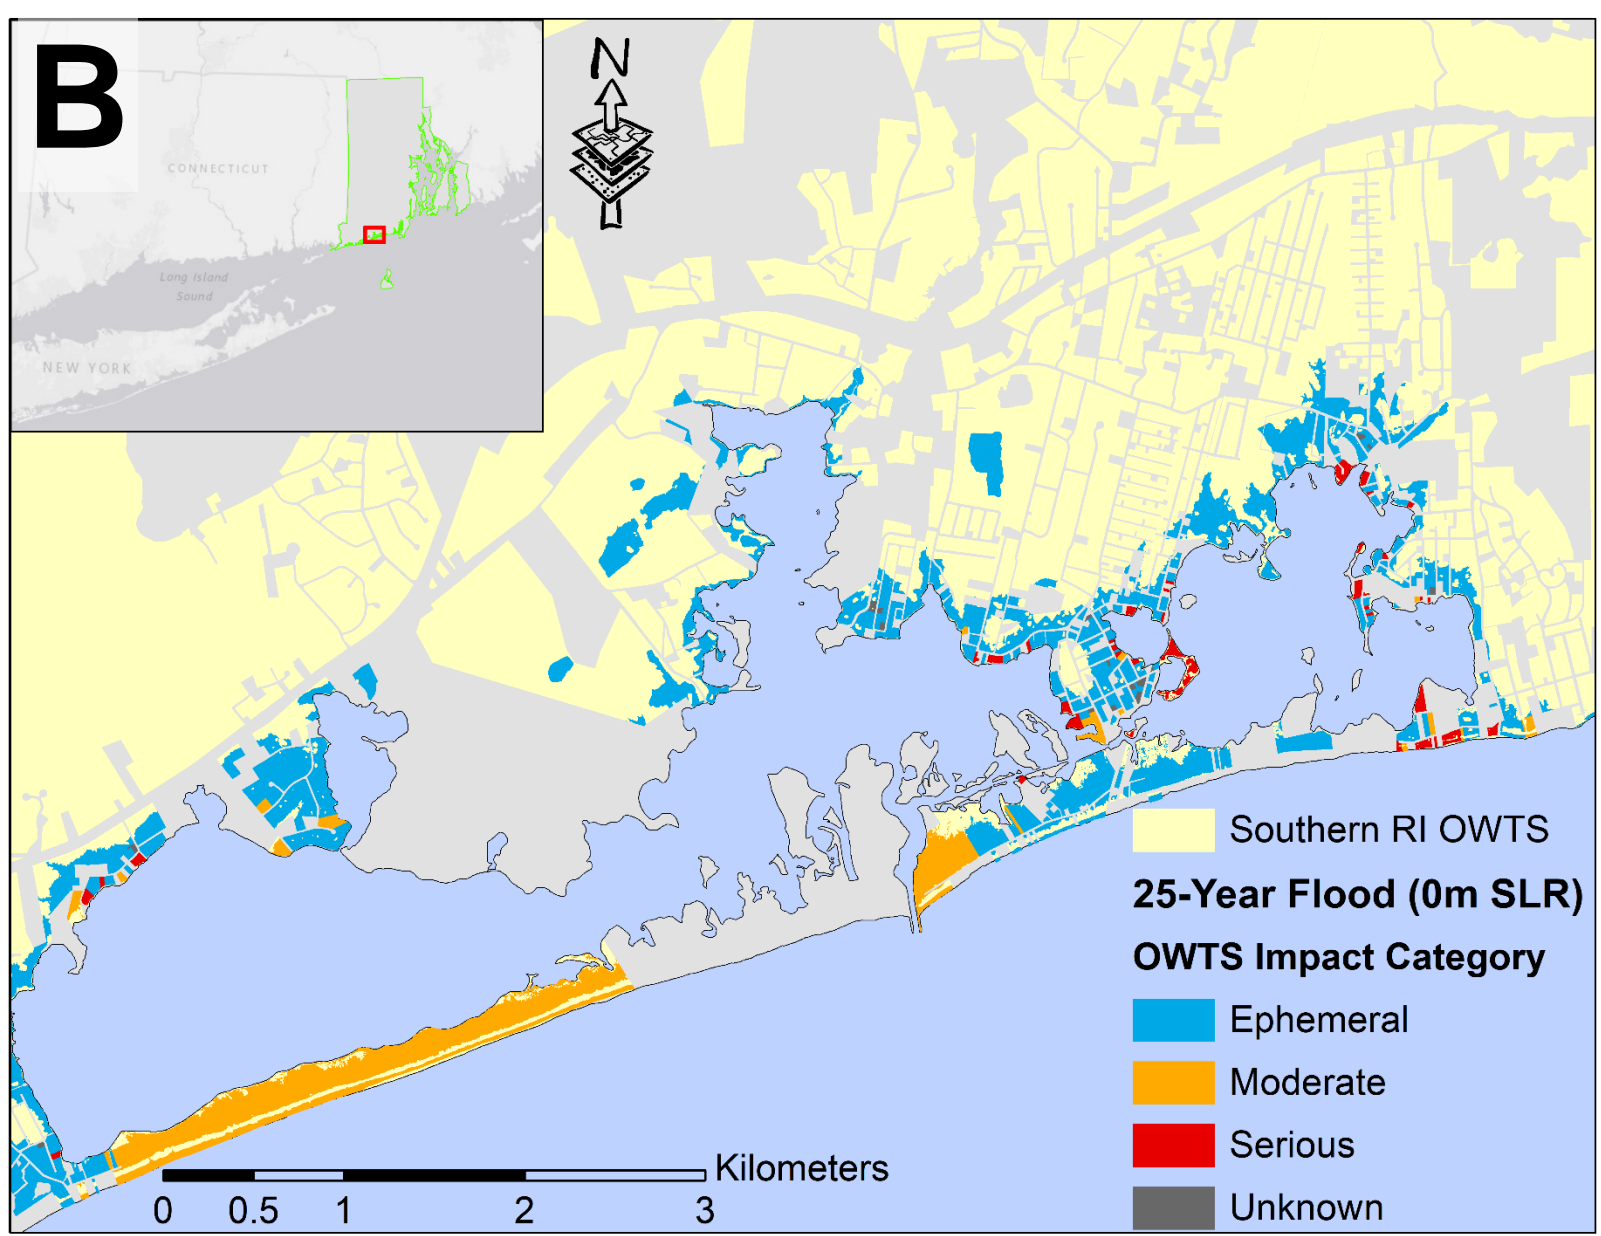 B
N
CONNECTICUT
Long Island
Sound
NEW YORK
Southern RI OWTS
25-Year Flood (0m SLR)
OWTS Impact Category
Ephemeral
Moderate
Serious
Unknown
Kilometers
0 0.5 1 2 3